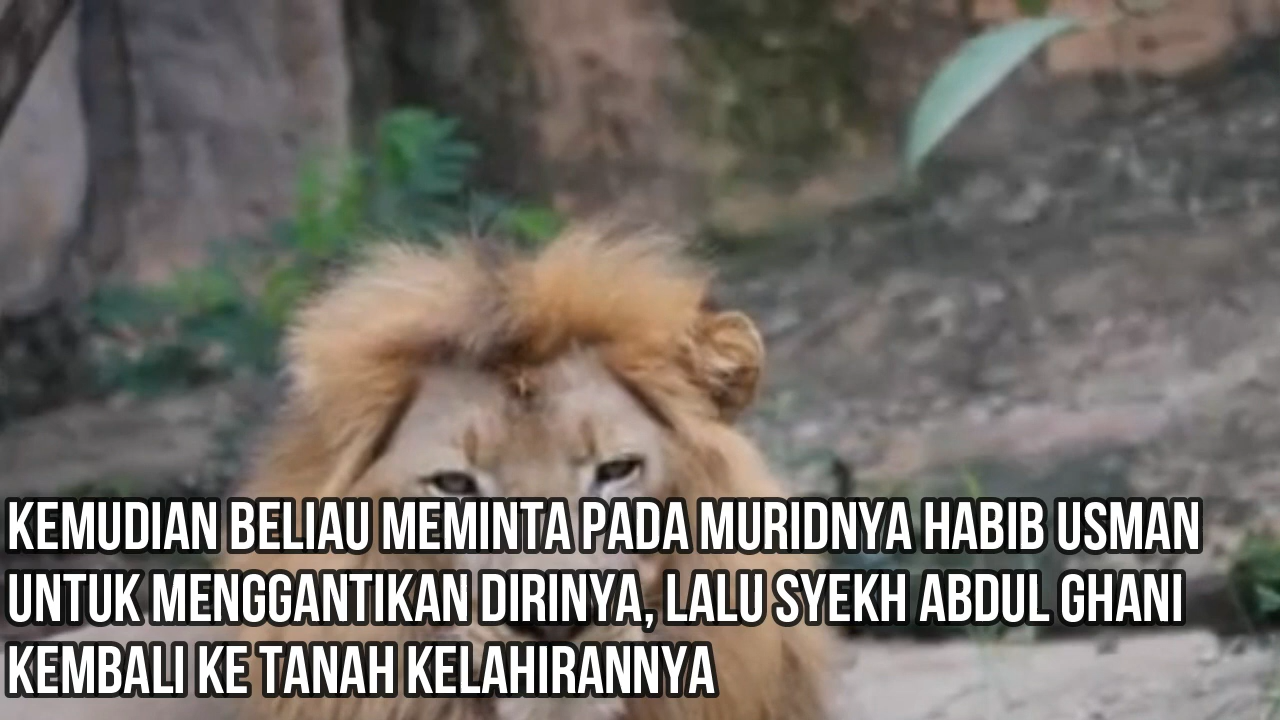 KEMUDIAN BELIAU MEMINTA PADA MURIDNYA HABIB USMAN
UNTUK MENGGANTIKAN DIRINYA, LALU SYEKH ABDUL GHANI
KEMBALI KE TANAH KELAHIRANNYA